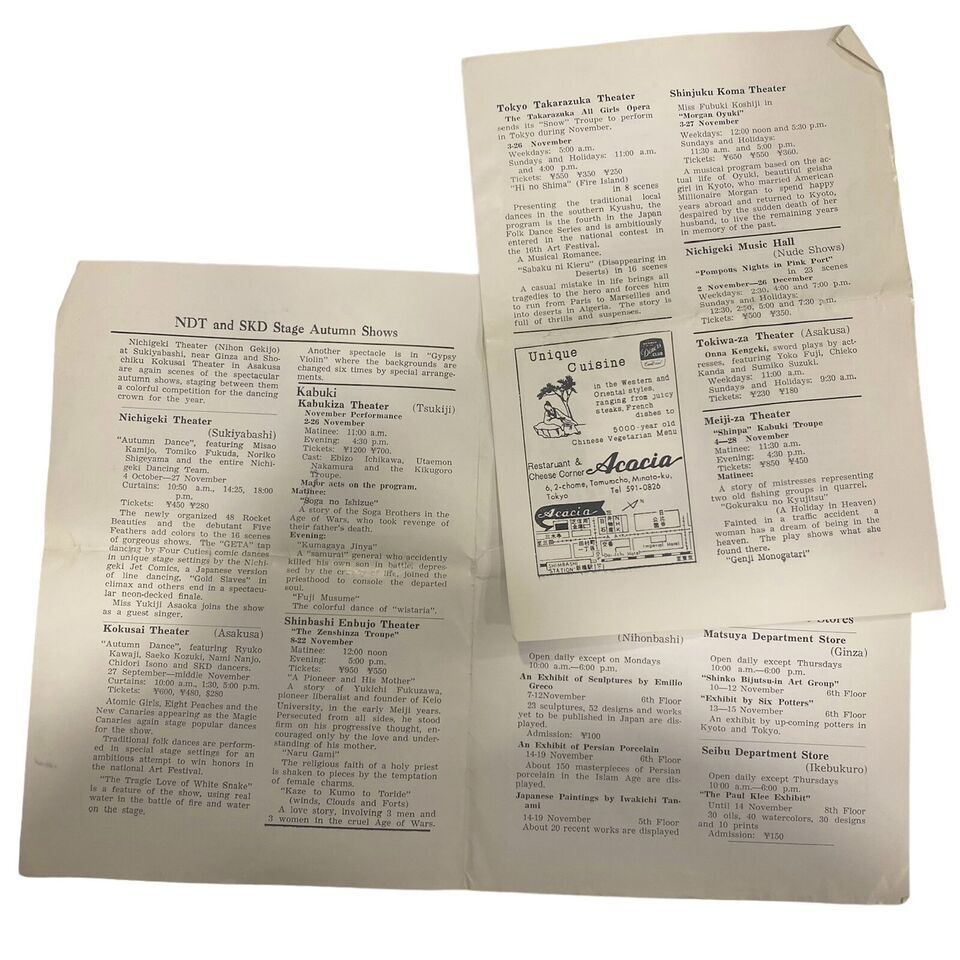 Tokyo Takarazuka Theater
The Takarazuka All Girls Opera
sends its "Snow" Troupe to perform
in Tokyo during November.
3-26 November
Weekdays: 5:00 a.m.
Sundays and Holidays: 11:00 a.m.
and 4:00 p.m.
Tickets: ¥550 ¥350 ¥250
"Hi no Shima" (Fire Island)
in 8 scenes
Presenting the traditional local
dances in the southern Kyushu, the
program is the fourth in the Japan
Folk Dance Series and is ambitiously
entered in the national contest in
the 16th Art Festival.
A Musical Romance.
"Sabaku ni Kieru" (Disappearing in
Deserts) in 16 scenes
A casual mistake in life brings all
tragedies to the hero and forces him
to run from Paris to Marseilles and
into deserts in Algeria. The story is
full of thrills and suspenses.
Unique
Cuisine
in the Western and
Oriental styles,
ranging from juicy
steaks, French
dishes to
5000-year old
Chinese Vegetarian Menu
Restaruant &
Cheese Corner Acacia
6, 2-chome, Tamuracho, Minato-ku,
Tokyo Tel 591-0826
Acacia
Imperial Hotel
SHIMBASHI
STATION
Shinjuku Koma Theater
Miss Fubuki Koshiji in
"Morgan Oyuki"
3-27 November
Weekdays: 12:00 noon and 5:30 p.m.
Sundays and Holidays:
11:30 a.m. and 5:00 p.m.
Tickets: ¥650 ¥550 ¥360.
A musical program based on the ac-
tual life of Oyuki, beautiful geisha
girl in Kyoto, who married American
Millionaire Morgan to spend happy
years abroad and returned to Kyoto,
despaired by the sudden death of her
husband, to live the remaining years
in memory of the past.
Nichigeki Music Hall
(Nude Shows)
"Pompous Nights in Pink Port"
in 23 scenes
2 November—26 December
Weekdays: 2:30, 4:00 and 7:00 p.m.
Sundays and Holidays:
12:30, 2:50, 5:00 and 7:30 p.m.
Tickets: ¥500 ¥350.
Tokiwa-za Theater (Asakusa)
Onna Kengeki, sword plays by act-
resses, featuring Yoko Fuji, Chieko
Kanda and Sumiko Suzuki.
Weekdays: 11:00 a.m.
Sundays and Holidays: 9:30 a.m.
Tickets: ¥230 ¥180
Meiji-za Theater
"Shinpa" Kabuki Troupe
4—28 November
Matinee: 11:30 a.m.
Evening: 4:30 p.m.
Tickets: ¥850 ¥450
Matinee:
A story of mistresses representing
two old fishing groups in quarrel.
"Gokuraku no Kyujitsu"
(A Holiday in Heaven)
Fainted in a traffic accident a
woman has a dream of being in the
heaven. The play shows what she
found there.
"Genji Monogatari"
NDT and SKD Stage Autumn Shows
Nichigeki Theater (Nihon Gekijo)
at Sukiyabashi, near Ginza and Sho-
chiku Kokusai Theater in Asakusa
are again scenes of the spectacular
autumn shows, staging between them
a colorful competition for the dancing
crown for the year.
Nichigeki Theater
(Sukiyabashi)
"Autumn Dance", featuring Misao
Kamijo, Tomiko Fukuda, Noriko
Shigeyama and the entire Nichi-
geki Dancing Team.
4 October—27 November
Curtains: 10:50 a.m., 14:25, 18:00
p.m.
Tickets: ¥450 ¥280
The newly organized 48 Rocket
Beauties and the debutant Five
Feathers add colors to the 16 scenes
of gorgeous shows. The "GETA" tap
dancing by Four Cuties, comic dances
in unique stage settings by the Nichi-
geki Jet Comics, a Japanese version
of line dancing, "Gold Slaves" in
climax and others end in a spectacu-
lar neon-decked finale.
Miss Yukiji Asaoka joins the show
as a guest singer.
Kokusai Theater (Asakusa)
"Autumn Dance", featuring Ryuko
Kawaji, Saeko Kozuki, Nami Nanjo,
Chidori Isono and SKD dancers.
27 September—middle November
Curtains: 10:00 a.m., 1:30, 5:00 p.m.
Tickets: ¥600, ¥480, $280
Atomic Girls, Eight Peaches and the
New Canaries appearing as the Magic
Canaries again stage popular dances
for the show.
Traditional folk dances are perform-
ed in special stage settings for an
ambitious attempt to win honors in
the national Art Festival.
"The Tragic Love of White Snake"
is a feature of the show, using real
water in the battle of fire and water
on the stage.
Another spectacle is in "Gypsy
Violin" where the backgrounds are
changed six times by special arrange-
ments.
Kabuki
Kabukiza Theater (Tsukiji)
November Performance
2-26 November
Matinee: 11:00 a.m.
Evening: 4:30 p.m.
Tickets: ¥1200 ¥700.
Cast: Ebizo Ichikawa, Utaemon
Nakamura and the Kikugoro
Troupe.
Major acts on the program.
Matinee:
"Soga no Ishizue"
A story of the Soga Brothers in the
Age of Wars, who took revenge of
their father's death.
Evening:
"Kumagaya Jinya"
A "samurai" general who accidently
killed his own son in battle, depres-
sed by the of life, joined the
priesthood to console the departed
soul.
"Fuji Musume"
The colorful dance of "wistaria".
Shinbashi Enbujo Theater
"The Zenshinza Troupe"
8-22 November
Matinee: 12:00 noon
Evening: 5:00 p.m.
Tickets: ¥950 ¥550
"A Pioneer and His Mother"
A story of Yukichi Fukuzawa,
pioneer liberalist and founder of Keio
University, in the early Meiji years.
Persecuted from all sides, he stood
firm on his progressive thought, en-
couraged only by the love and under-
standing of his mother.
"Naru Gami"
The religious faith of a holy priest
is shaken to pieces by the temptation
of female charms.
"Kaze to Kumo to Toride"
(winds, Clouds and Forts)
A love story, involving 3 men and
3 women in the cruel Age of Wars.
(Nihonbashi)
Open daily except on Mondays
10:00 a.m.—6:00 p.m.
An Exhibit of Sculptures by Emilio
Greco
7-12November 6th Floor
23 sculptures, 52 designs and works
yet to be published in Japan are dis-
played.
Admission: ¥100
An Exhibit of Persian Porcelain
14-19 November 6th Floor
About 150 masterpieces of Persian
porcelain in the Islam Age are dis-
played.
Japanese Paintings by Iwakichi Tan-
ami
14-19 November 5th Floor
About 20 recent works are displayed
Stores
Matsuya Department Store
(Ginza)
Open daily except Thursdays
10:00 a.m.—6:00 p.m.
"Shinko Bijutsu-in Art Group"
10—12 November 6th Floor
"Exhibit by Six Potters"
13—15 November 6th Floor
An exhibit by up-coming potters in
Kyoto and Tokyo.
Seibu Department Store
(Ikebukuro)
Open daily except Thursdays
10:00 a.m.—6:00 p.m.
"The Paul Klee Exhibit"
Until 14 November 8th Floor
30 oils, 40 watercolors, 30 designs
and 10 prints
Admission: ¥150